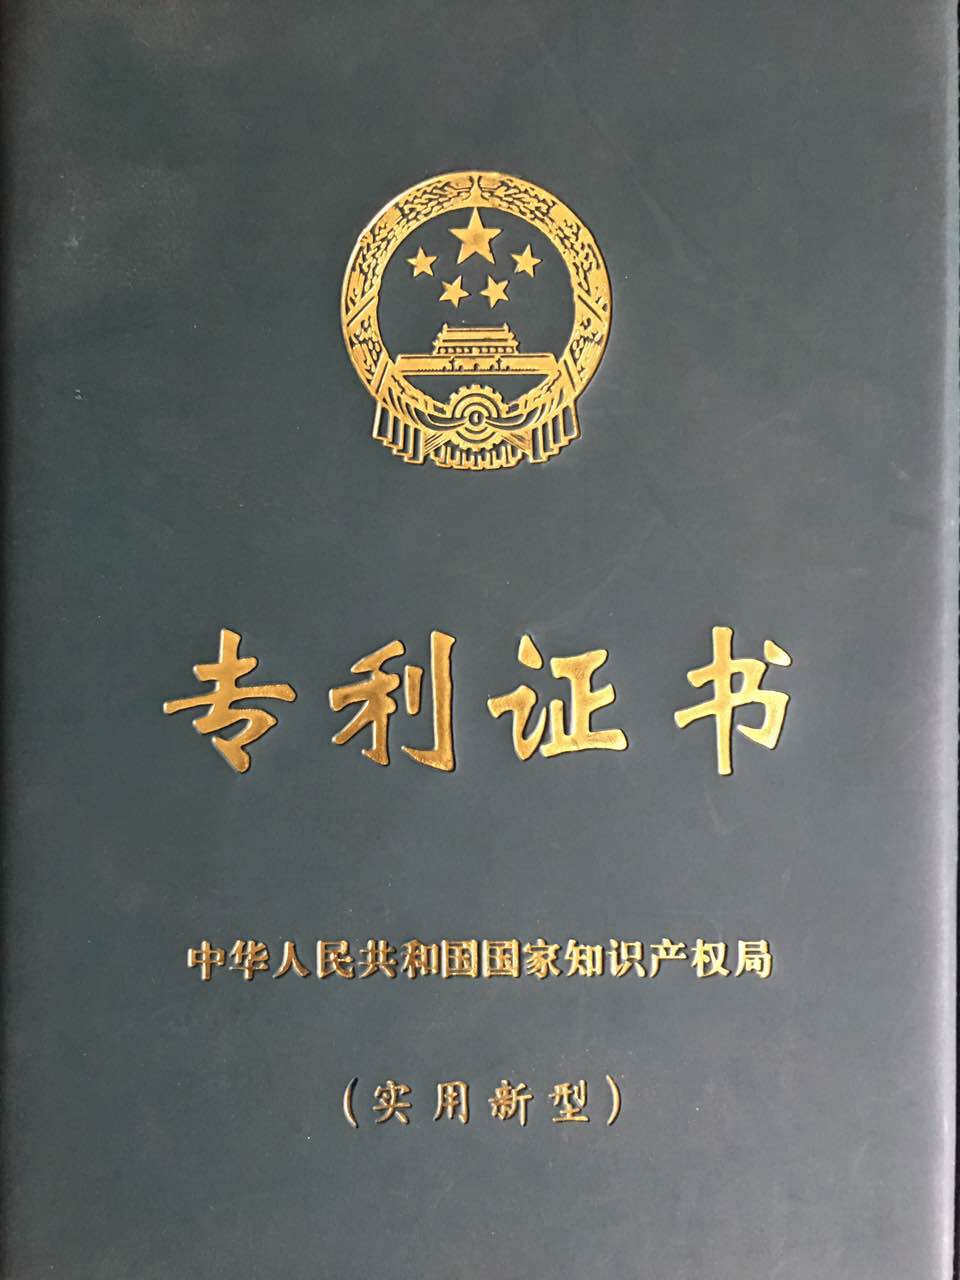 专利证书
中华人民共和国国家知识产权局
(实用新型)